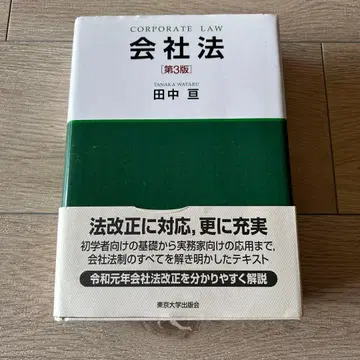 CORPORATE LAW
会社法
[第3版]
TANAKA WATARU
田中 亘
法改正に対応,更に充実
初学者向けの基礎から実務家向けの応用まで,
会社法制のすべてを解き明かしたテキスト
令和元年会社法改正を分かりやすく解説
東京大学出版会